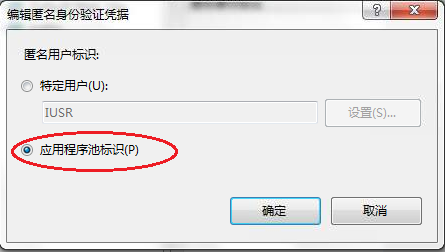 编辑匿名身份验证凭据
匿名用户标识:
特定用户(U):
IUSR
设置(S)...
应用程序池标识(P)
确定
取消